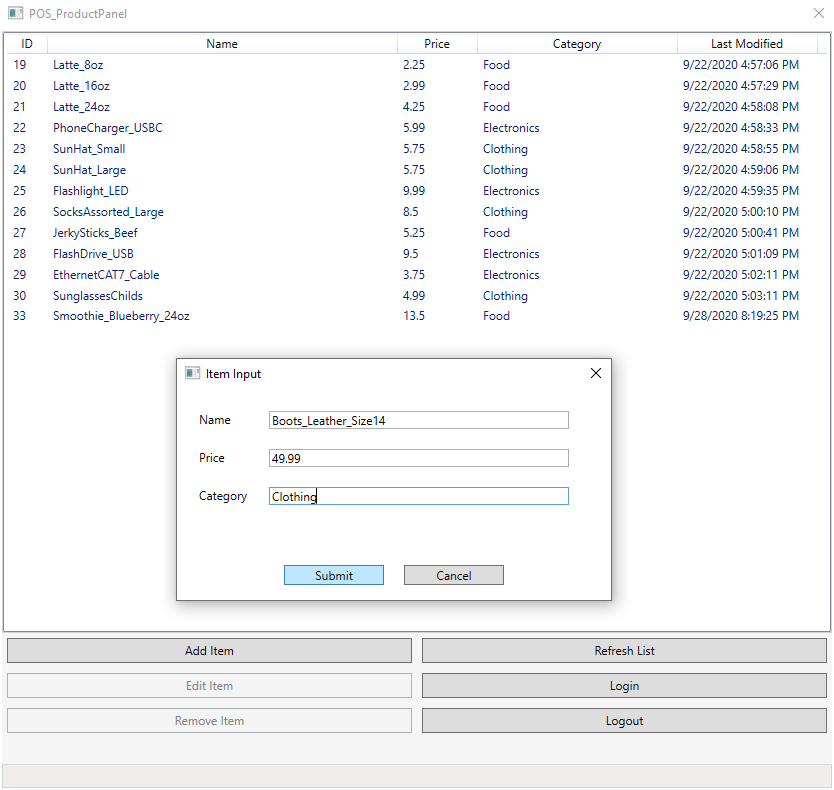 POS_ProductPanel
ID Name Price Category Last Modified
19 Latte_8oz 2.25 Food 9/22/2020 4:57:06 PM
20 Latte_16oz 2.99 Food 9/22/2020 4:57:29 PM
21 Latte_24oz 4.25 Food 9/22/2020 4:58:08 PM
22 PhoneCharger_USBC 5.99 Electronics 9/22/2020 4:58:33 PM
23 SunHat_Small 5.75 Clothing 9/22/2020 4:58:55 PM
24 SunHat_Large 5.75 Clothing 9/22/2020 4:59:06 PM
25 Flashlight_LED 9.99 Electronics 9/22/2020 4:59:35 PM
26 SocksAssorted_Large 8.5 Clothing 9/22/2020 5:00:10 PM
27 JerkySticks_Beef 5.25 Food 9/22/2020 5:00:41 PM
28 FlashDrive_USB 9.5 Electronics 9/22/2020 5:01:09 PM
29 EthernetCAT7_Cable 3.75 Electronics 9/22/2020 5:02:11 PM
30 SunglassesChilds 4.99 Clothing 9/22/2020 5:03:11 PM
33 Smoothie_Blueberry_24oz 13.5 Food 9/28/2020 8:19:25 PM
Item Input
Name Boots_Leather_Size14
Price 49.99
Category Clothing
Submit Cancel
Add Item Refresh List
Edit Item Login
Remove Item Logout